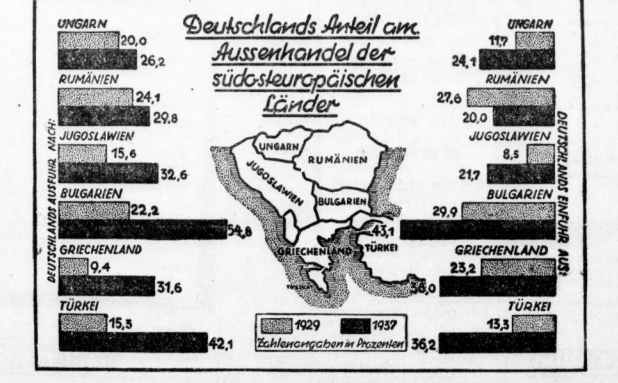 Deutschlands Anteil am
Aussenhandel der
südosteuropäischen
Länder
DEUTSCHLANDS AUSFUHR NACH:
UNGARN
20,0
26,2
RUMÄNIEN
24,1
29,8
JUGOSLAWIEN
15,6
32,6
BULGARIEN
22,2
54,8
GRIECHENLAND
9,4
31,6
TÜRKEI
15,3
42,1
UNGARN
RUMÄNIEN
JUGOSLAWIEN
BULGARIEN
GRIECHENLAND
TÜRKEI
1929 1937
Zahlenangaben in Prozenten
DEUTSCHLANDS EINFUHR AUS:
UNGARN
11,7
24,1
RUMÄNIEN
27,6
20,0
JUGOSLAWIEN
8,5
21,7
BULGARIEN
29,9
43,1
GRIECHENLAND
23,2
TÜRKEI
13,3
36,2